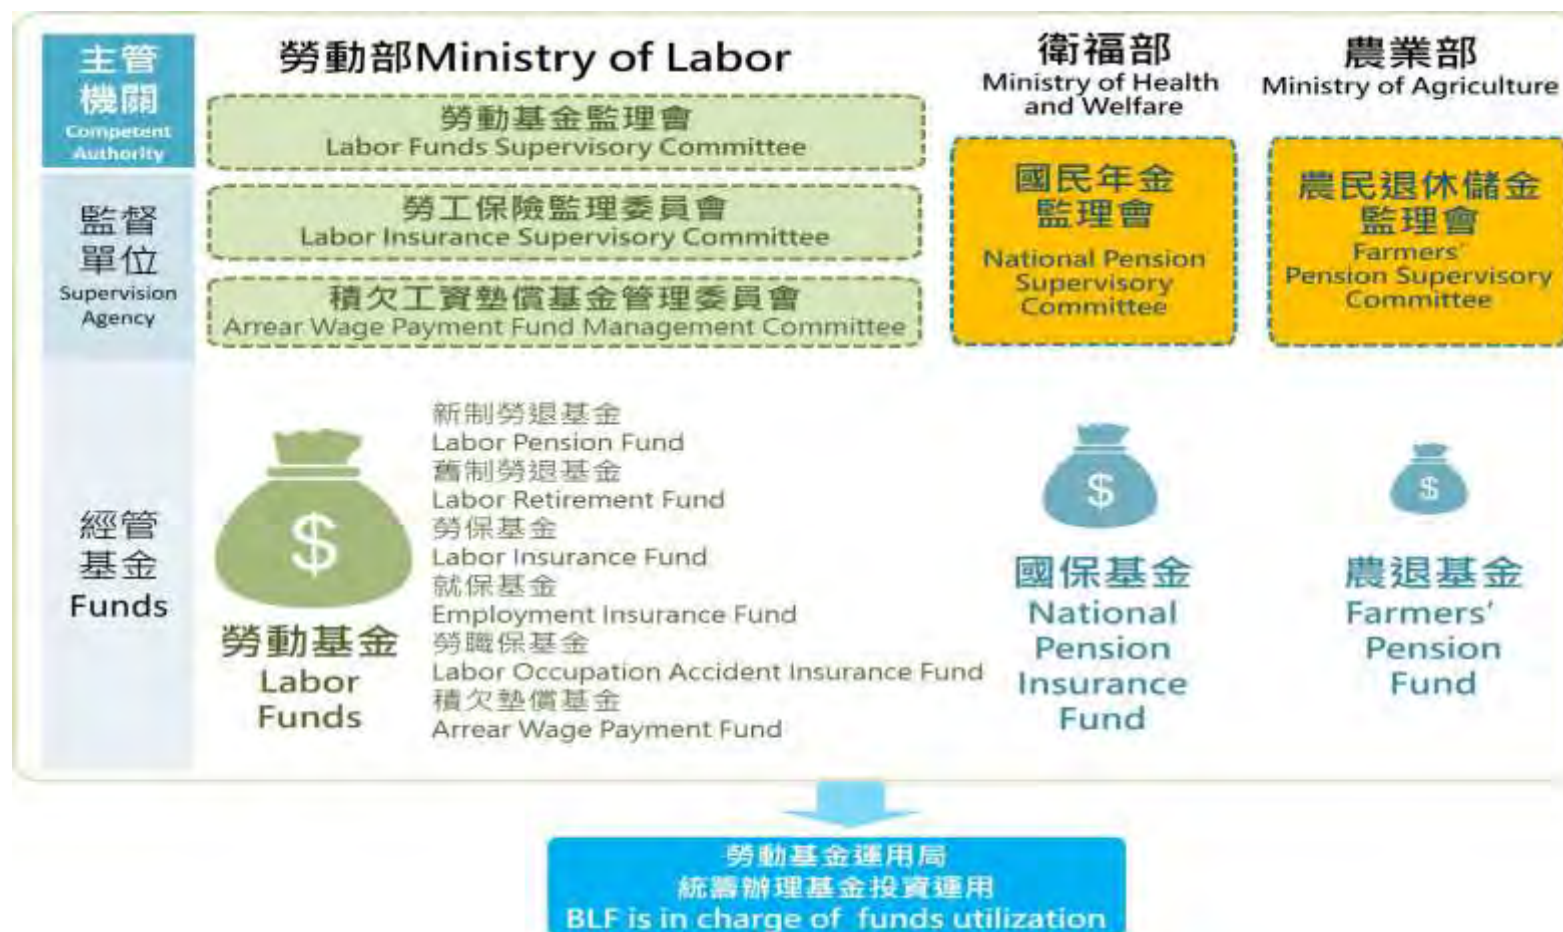 主管
機關
Competent
Authority
勞動部Ministry of Labor
勞動基金監理會
Labor Funds Supervisory Committee
衛福部
Ministry of Health
and Welfare
農業部
Ministry of Agriculture
監督
單位
Supervision
Agency
勞工保險監理委員會
Labor Insurance Supervisory Committee
積欠工資墊償基金管理委員會
Arrear Wage Payment Fund Management Committee
國民年金
監理會
National Pension
Supervisory
Committee
農民退休儲金
監理會
Farmers'
Pension Supervisory
Committee
經管
基金
Funds
$
勞動基金
Labor
Funds
新制勞退基金
Labor Pension Fund
舊制勞退基金
Labor Retirement Fund
勞保基金
Labor Insurance Fund
就保基金
Employment Insurance Fund
勞職保基金
Labor Occupation Accident Insurance Fund
積欠墊償基金
Arrear Wage Payment Fund
$
國保基金
National
Pension
Insurance
Fund
$
農退基金
Farmers'
Pension
Fund
勞動基金運用局
統籌辦理基金投資運用
BLF is in charge of funds utilization